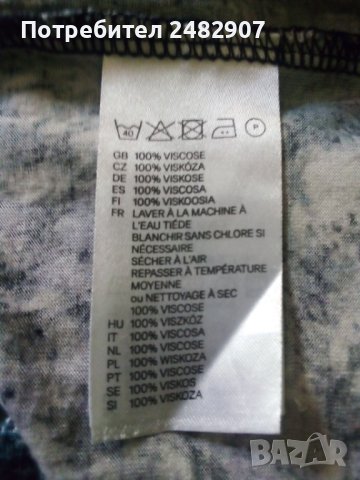 Потребител 2482907
40 P
GB 100% VISCOSE
CZ 100% VISKÓZA
DE 100% VISKOSE
ES 100% VISCOSA
FI 100% VISKOOSIA
FR LAVER À LA MACHINE À
L'EAU TIÉDE
BLANCHIR SANS CHLORE SI
NÉCESSAIRE
SÉCHER À L'AIR
REPASSER À TEMPÉRATURE
MOYENNE
OU NETTOYAGE À SEC
100% VISCOSE
HU 100% VISZKÓZ
IT 100% VISCOSA
NL 100% VISCOSE
PL 100% WISKOZA
PT 100% VISCOSE
SE 100% VISKOS
SI 100% VISKOZA
BAZAR